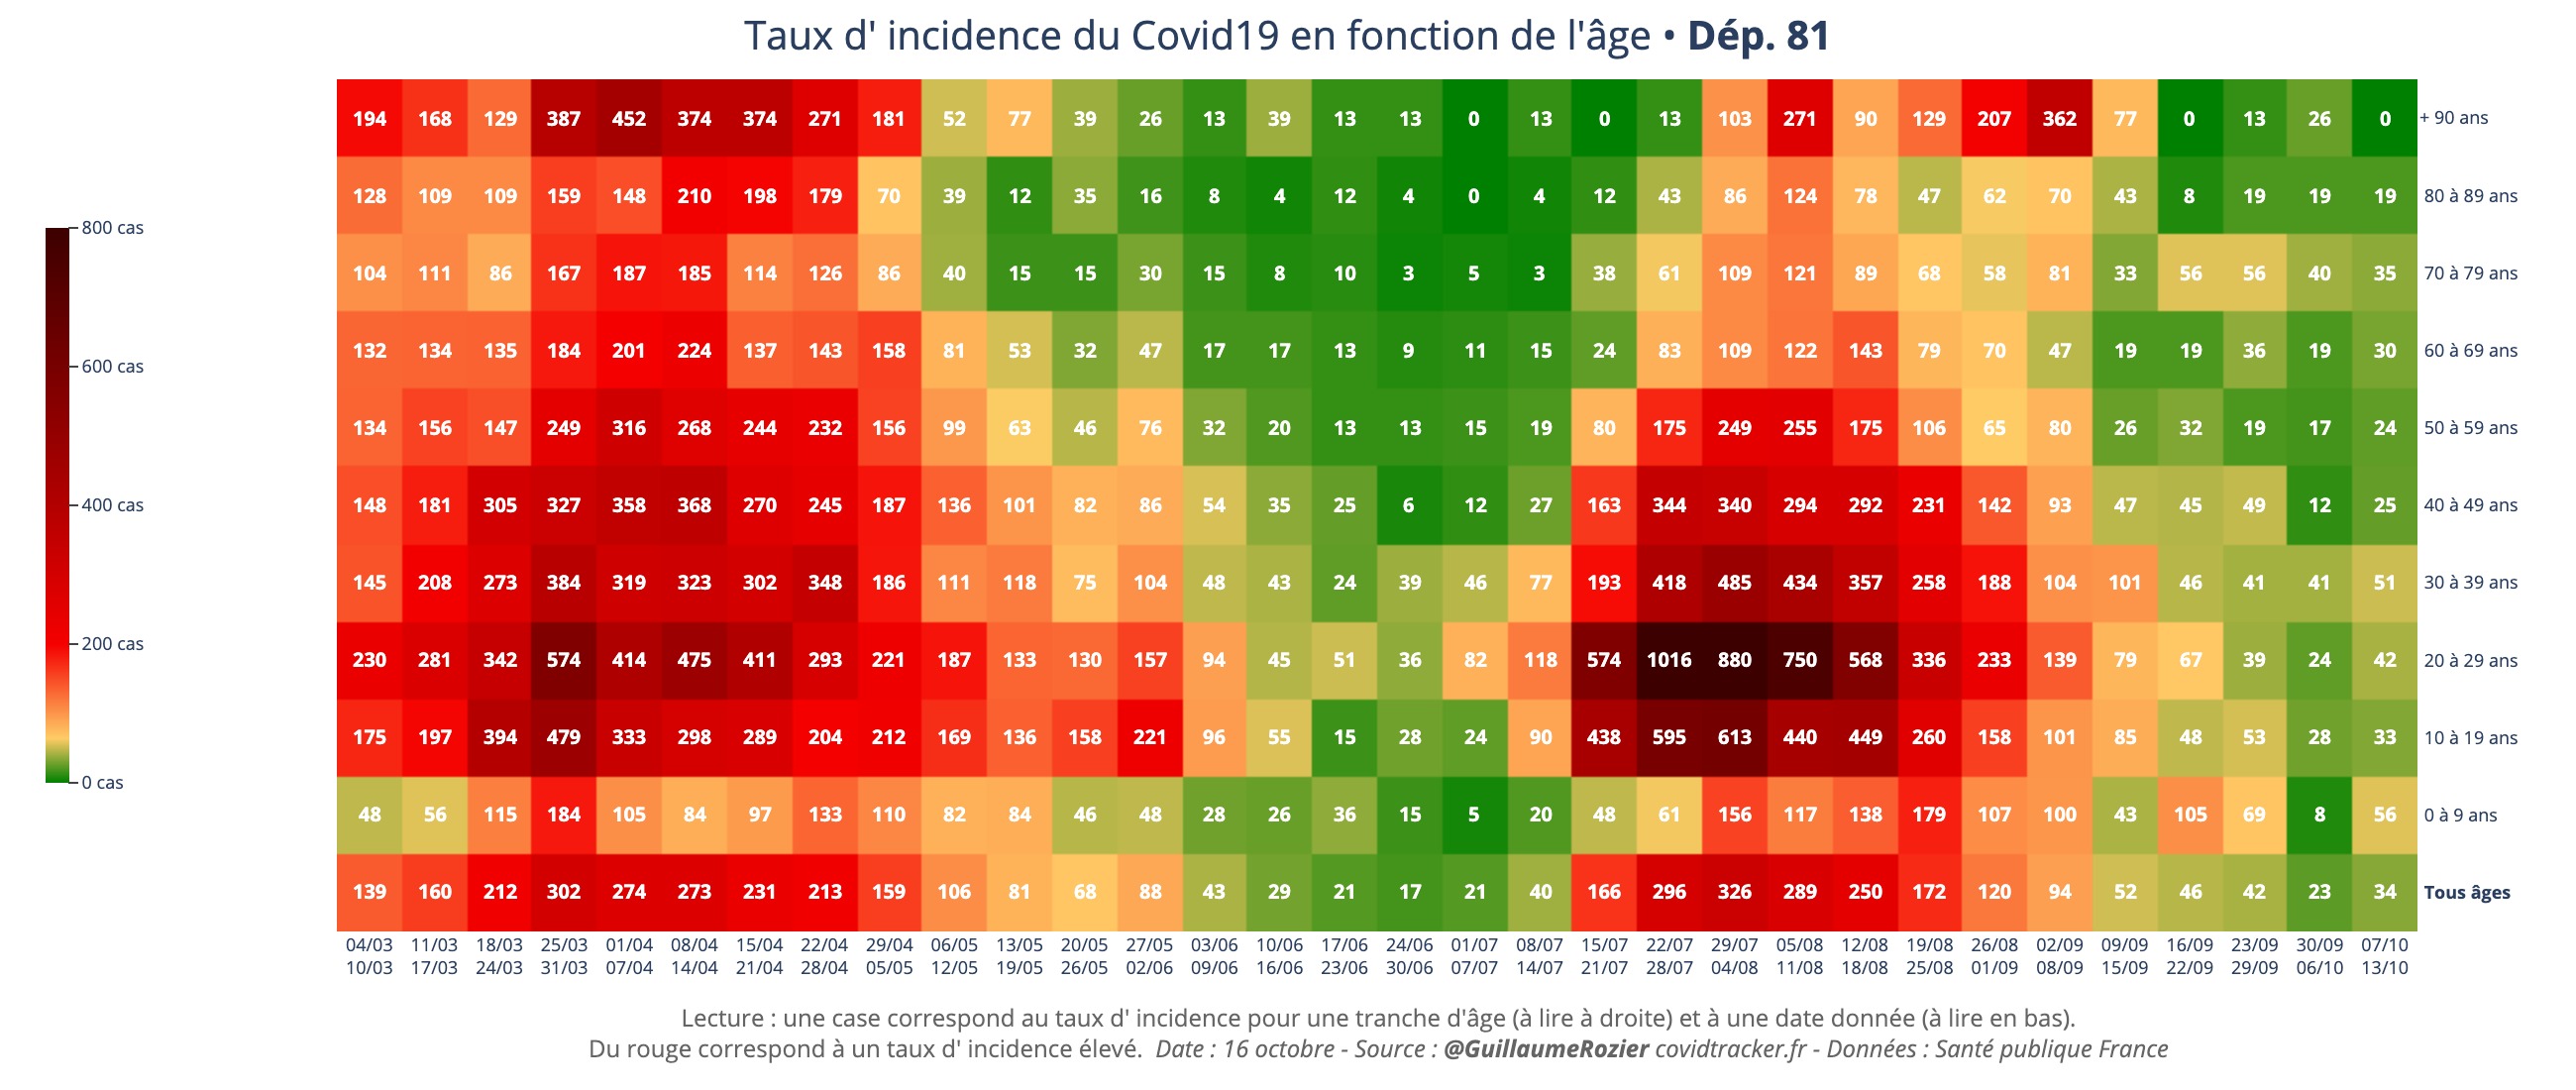 Taux d' incidence du Covid19 en fonction de l'âge • Dép. 81
194 168 129 387 452 374 374 271 181 52 77 39 26 13 39 13 13 0 13 0 13 103 271 90 129 207 362 77 0 13 26 0 + 90 ans
128 109 109 159 148 210 198 179 70 39 12 35 16 8 4 12 4 0 4 12 43 86 124 78 47 62 70 43 8 19 19 19 80 à 89 ans
800 cas
104 111 86 167 187 185 114 126 86 40 15 15 30 15 8 10 3 5 3 38 61 109 121 89 68 58 81 33 56 56 40 35 70 à 79 ans
132 134 135 184 201 224 137 143 158 81 53 32 47 17 17 13 9 11 15 24 83 109 122 143 79 70 47 19 19 36 19 30 60 à 69 ans
600 cas
134 156 147 249 316 268 244 232 156 99 63 46 76 32 20 13 13 15 19 80 175 249 255 175 106 65 80 26 32 19 17 24 50 à 59 ans
400 cas
148 181 305 327 358 368 270 245 187 136 101 82 86 54 35 25 6 12 27 163 344 340 294 292 231 142 93 47 45 49 12 25 40 à 49 ans
145 208 273 384 319 323 302 348 186 111 118 75 104 48 43 24 39 46 77 193 418 485 434 357 258 188 104 101 46 41 41 51 30 à 39 ans
200 cas
230 281 342 574 414 475 411 293 221 187 133 130 157 94 45 51 36 82 118 574 1016 880 750 568 336 233 139 79 67 39 24 42 20 à 29 ans
175 197 394 479 333 298 289 204 212 169 136 158 221 96 55 15 28 24 90 438 595 613 440 449 260 158 101 85 48 53 28 33 10 à 19 ans
0 cas
48 56 115 184 105 84 97 133 110 82 84 46 48 28 26 36 15 5 20 48 61 156 117 138 179 107 100 43 105 69 8 56 0 à 9 ans
139 160 212 302 274 273 231 213 159 106 81 68 88 43 29 21 17 21 40 166 296 326 289 250 172 120 94 52 46 42 23 34 Tous âges
04/03 11/03 18/03 25/03 01/04 08/04 15/04 22/04 29/04 06/05 13/05 20/05 27/05 03/06 10/06 17/06 24/06 01/07 08/07 15/07 22/07 29/07 05/08 12/08 19/08 26/08 02/09 09/09 16/09 23/09 30/09 07/10
10/03 17/03 24/03 31/03 07/04 14/04 21/04 28/04 05/05 12/05 19/05 26/05 02/06 09/06 16/06 23/06 30/06 07/07 14/07 21/07 28/07 04/08 11/08 18/08 25/08 01/09 08/09 15/09 22/09 29/09 06/10 13/10
Lecture : une case correspond au taux d' incidence pour une tranche d'âge (à lire à droite) et à une date donnée (à lire en bas).
Du rouge correspond à un taux d' incidence élevé. Date : 16 octobre - Source : @GuillaumeRozier covidtracker.fr - Données : Santé publique France